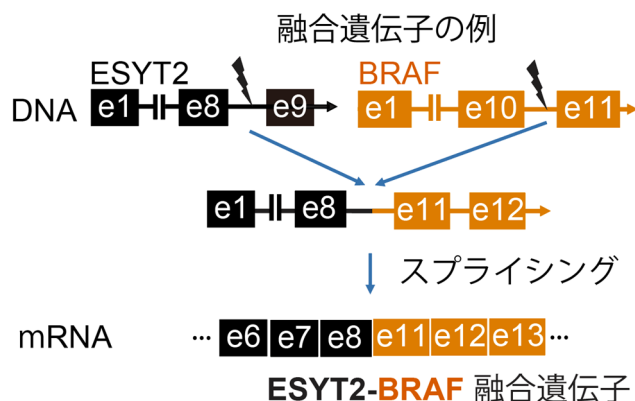 融合遺伝子の例
ESYT2 BRAF
DNA e1 e8 e9 e1 e10 e11
e1 e8 e11 e12
スプライシング
mRNA … e6 e7 e8 e11 e12 e13 …
ESYT2-BRAF 融合遺伝子